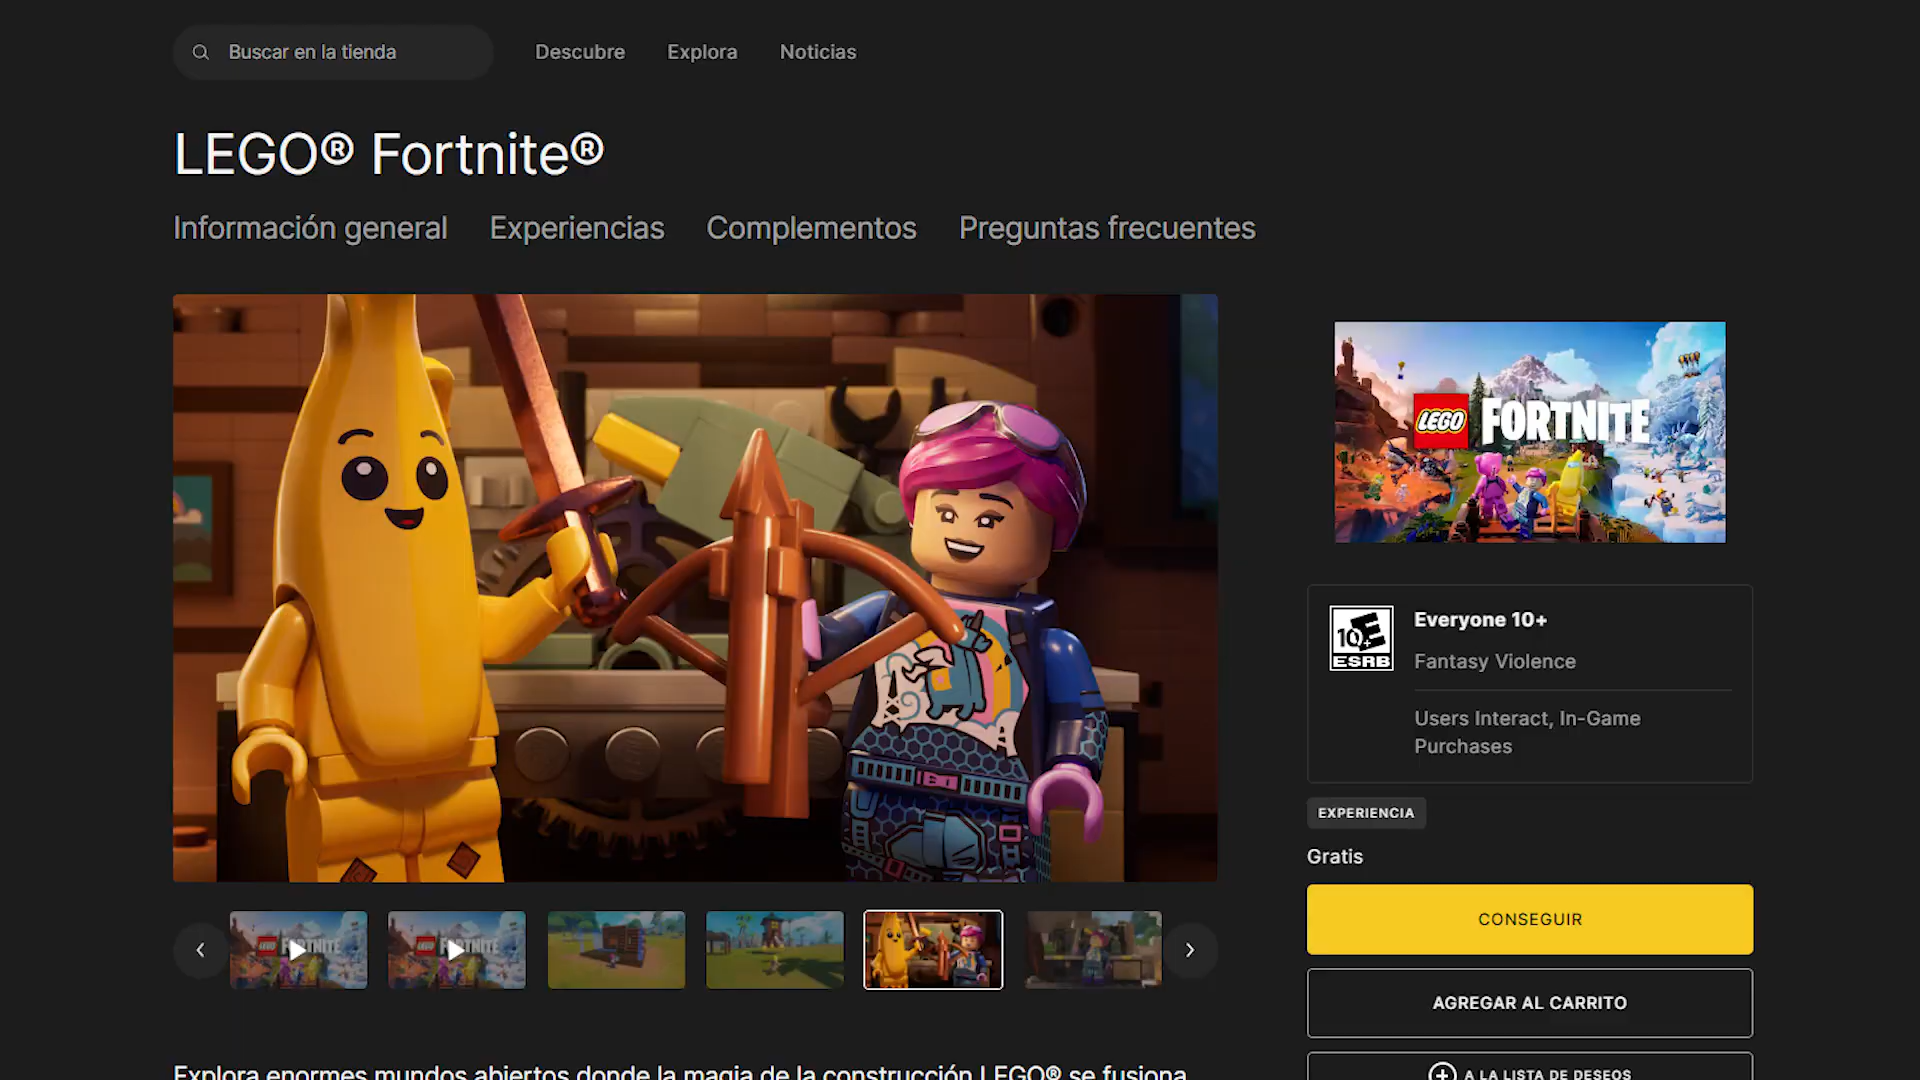 Buscar en la tienda
Descubre
Explora
Noticias
LEGO® Fortnite®
Información general
Experiencias
Complementos
Preguntas frecuentes
LEGO FORTNITE
10+
ESRB
Everyone 10+
Fantasy Violence
Users Interact, In-Game
Purchases
EXPERIENCIA
Gratis
CONSEGUIR
AGREGAR AL CARRITO
A LA LISTA DE DESEOS
Explora enormes mundos abiertos donde la magia de la construcción LEGO® se fusiona